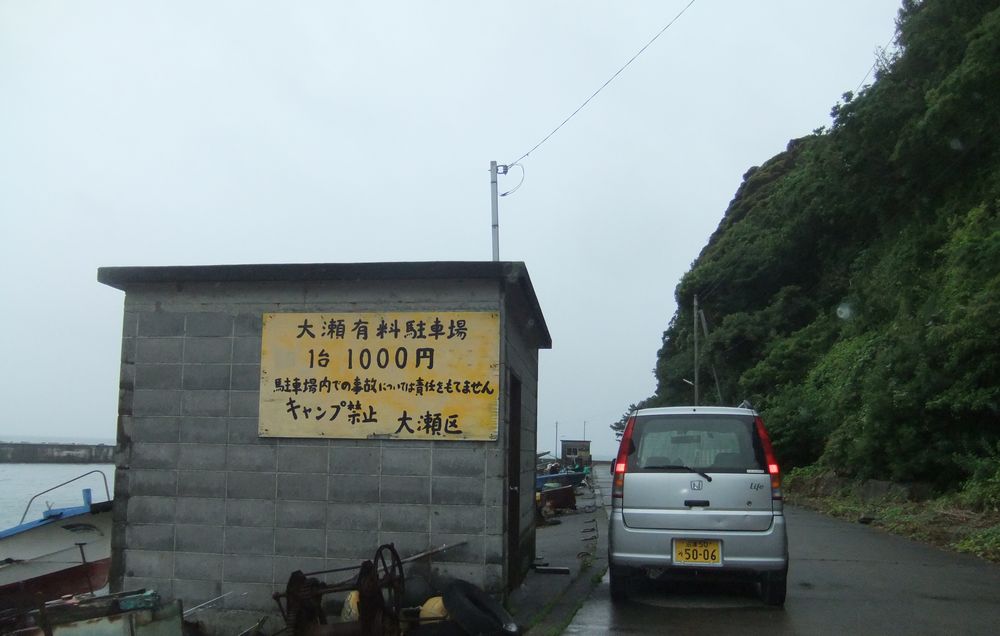 大瀬有料駐車場
1台 1000円
駐車場内での事故については責任をもてません
キャンプ禁止 大瀬区
Life
50-06